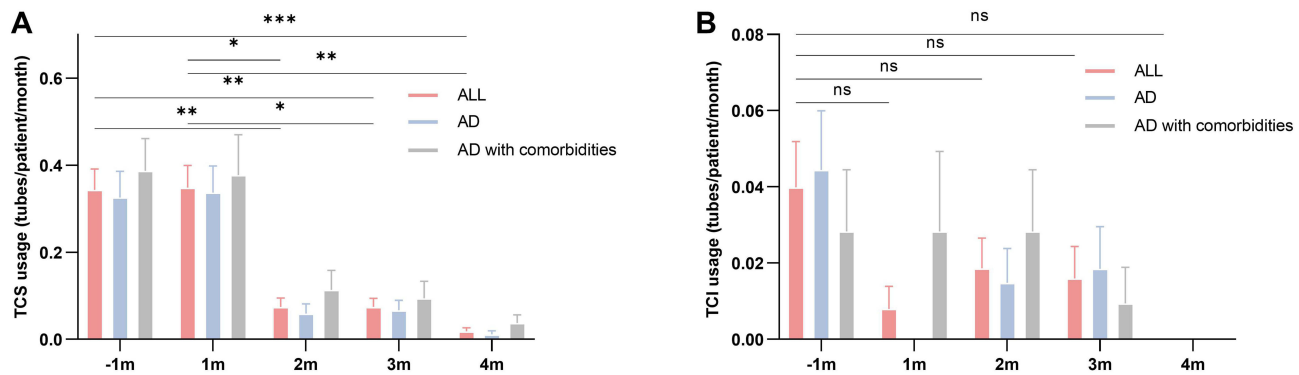 A
TCS usage (tubes/patient/month)
0.6
0.4
0.2
0.0
***
*
**
**
*
**
ALL
AD
AD with comorbidities
-1m 1m 2m 3m 4m
B
TCI usage (tubes/patient/month)
0.08
0.06
0.04
0.02
0.00
ns
ns
ns
ns
ALL
AD
AD with comorbidities
-1m 1m 2m 3m 4m